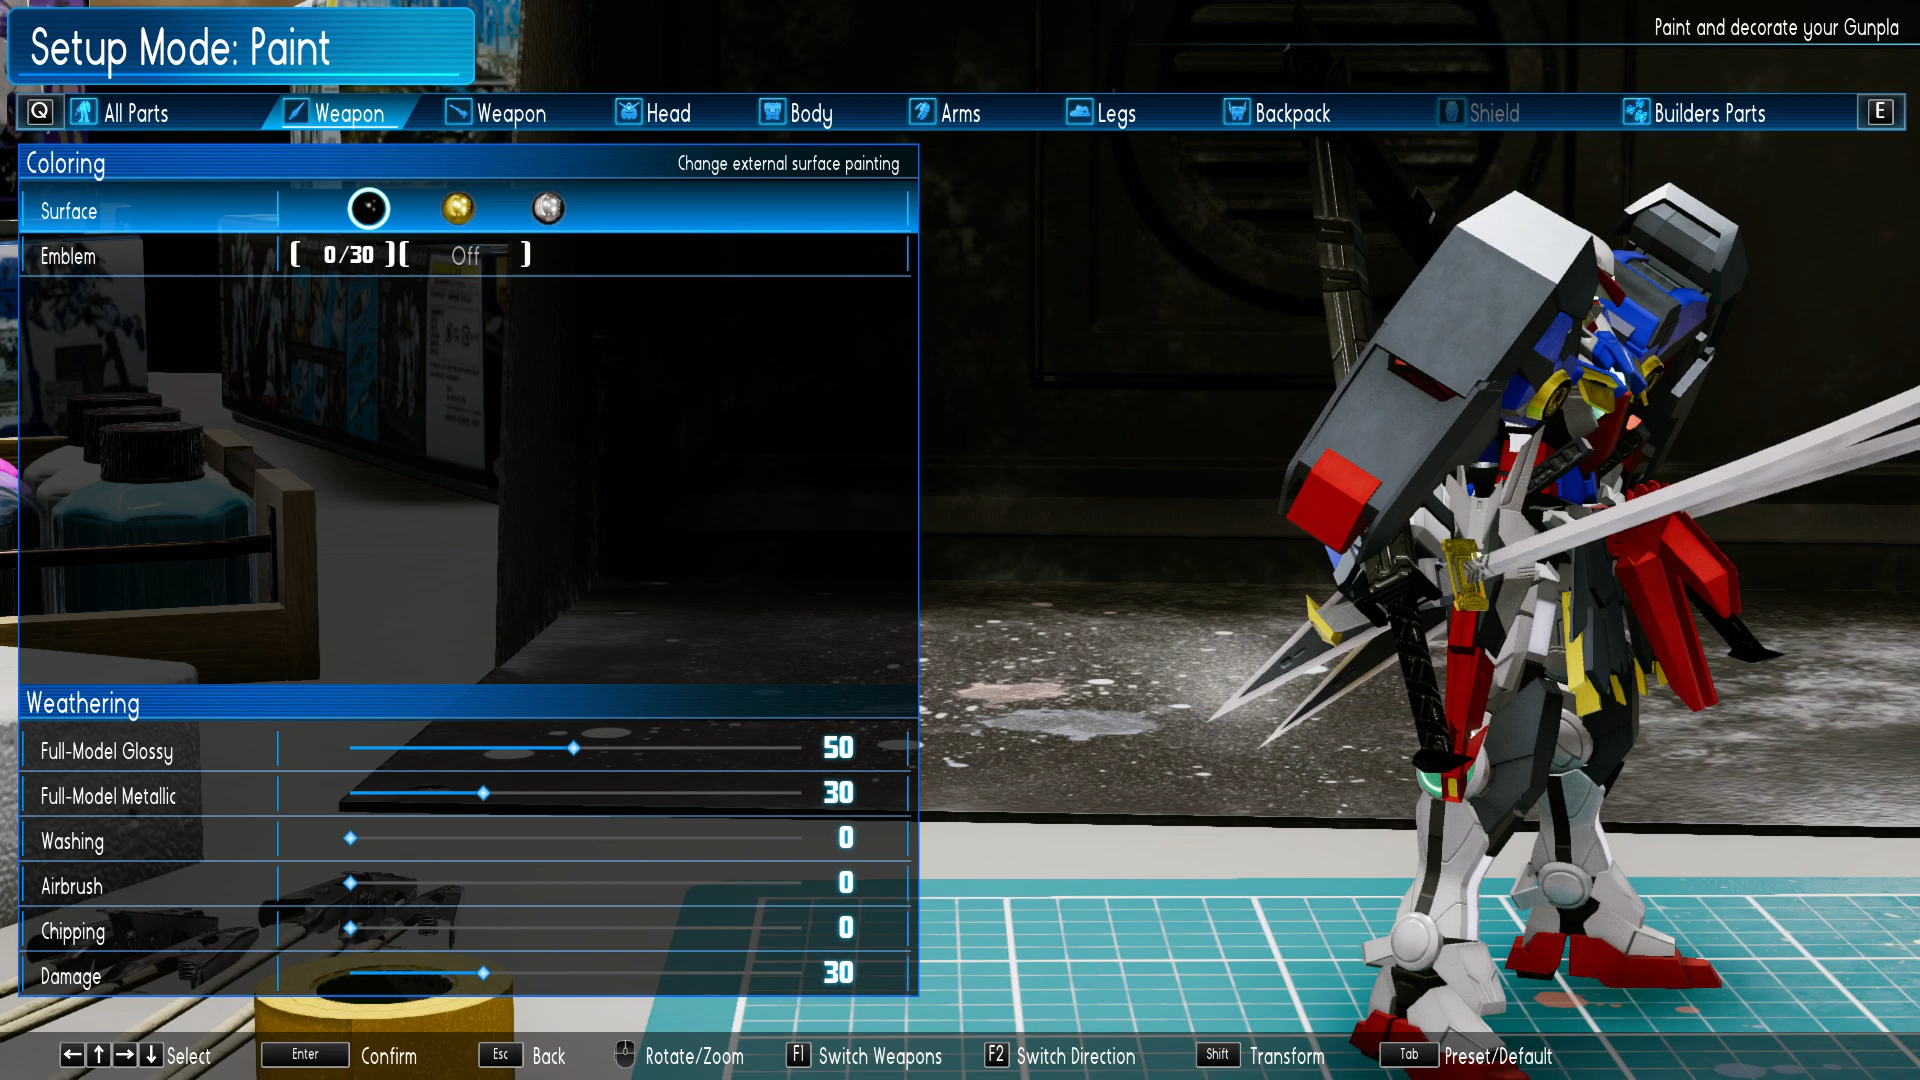 Setup Mode: Paint
Paint and decorate your Gunpla
Q All Parts Weapon Weapon Head Body Arms Legs Backpack Shield Builders Parts E
Coloring Change external surface painting
Surface
Emblem [ 0/30 ][ Off ]
Weathering
Full-Model Glossy 50
Full-Model Metallic 30
Washing 0
Airbrush 0
Chipping 0
Damage 30
←↑→↓ Select Enter Confirm Esc Back Rotate/Zoom F1 Switch Weapons F2 Switch Direction Shift Transform Tab Preset/Default